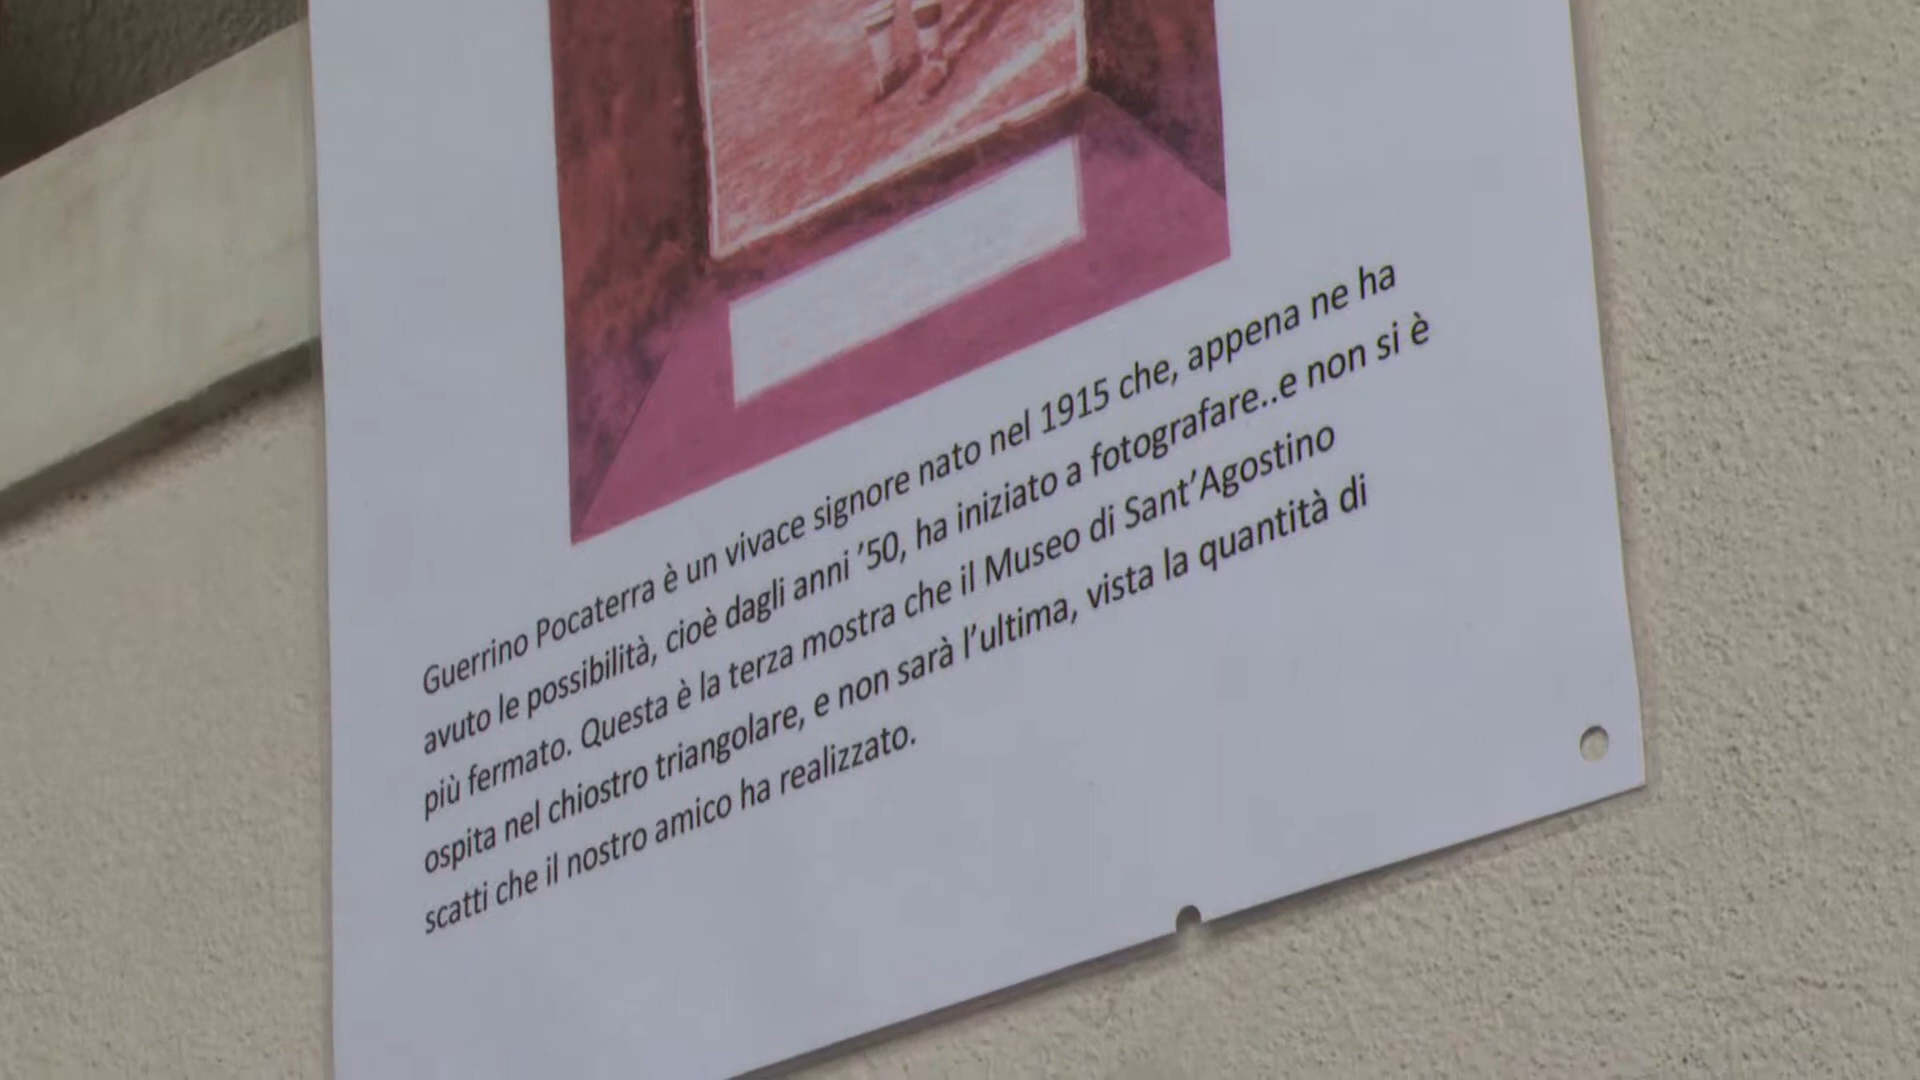 Guerrino Pocaterra è un vivace signore nato nel 1915 che, appena ne ha
avuto le possibilità, cioè dagli anni '50, ha iniziato a fotografare..e non si è
più fermato. Questa è la terza mostra che il Museo di Sant'Agostino
ospita nel chiostro triangolare, e non sarà l'ultima, vista la quantità di
scatti che il nostro amico ha realizzato.